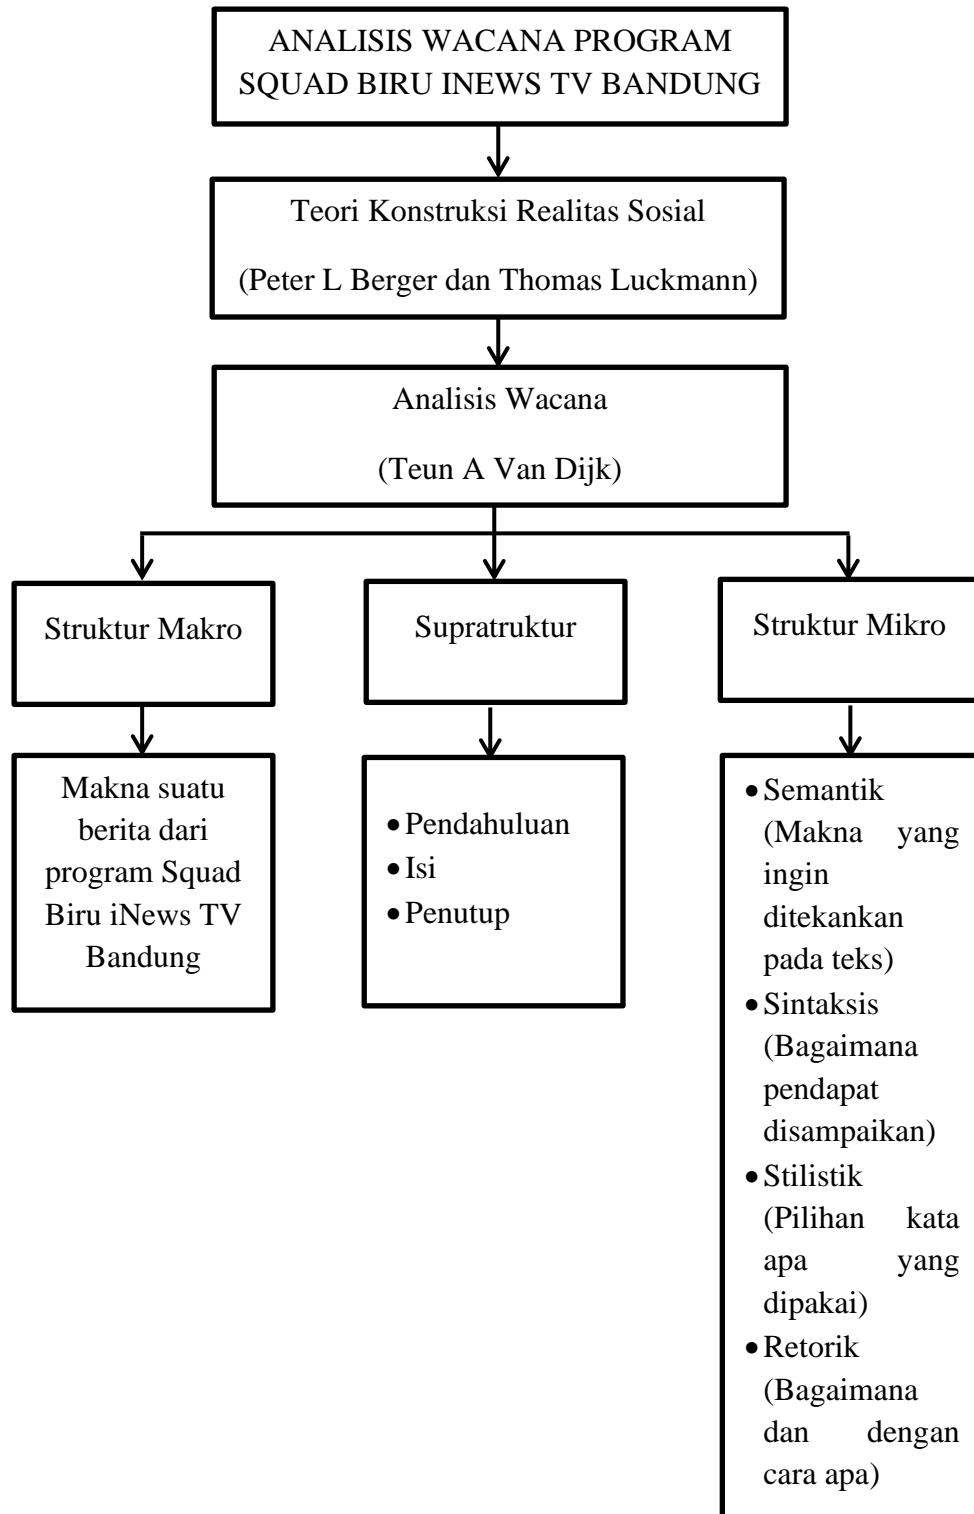 ANALISIS WACANA PROGRAM
SQUAD BIRU INEWS TV BANDUNG
Teori Konstruksi Realitas Sosial
(Peter L Berger dan Thomas Luckmann)
Analisis Wacana
(Teun A Van Dijk)
Struktur Makro
Supratruktur
Struktur Mikro
Makna suatu
berita dari
program Squad
Biru iNews TV
Bandung
• Pendahuluan
• Isi
• Penutup
• Semantik
(Makna yang
ingin
ditekankan
pada teks)
• Sintaksis
(Bagaimana
pendapat
disampaikan)
• Stilistik
(Pilihan kata
apa yang
dipakai)
• Retorik
(Bagaimana
dan dengan
cara apa)